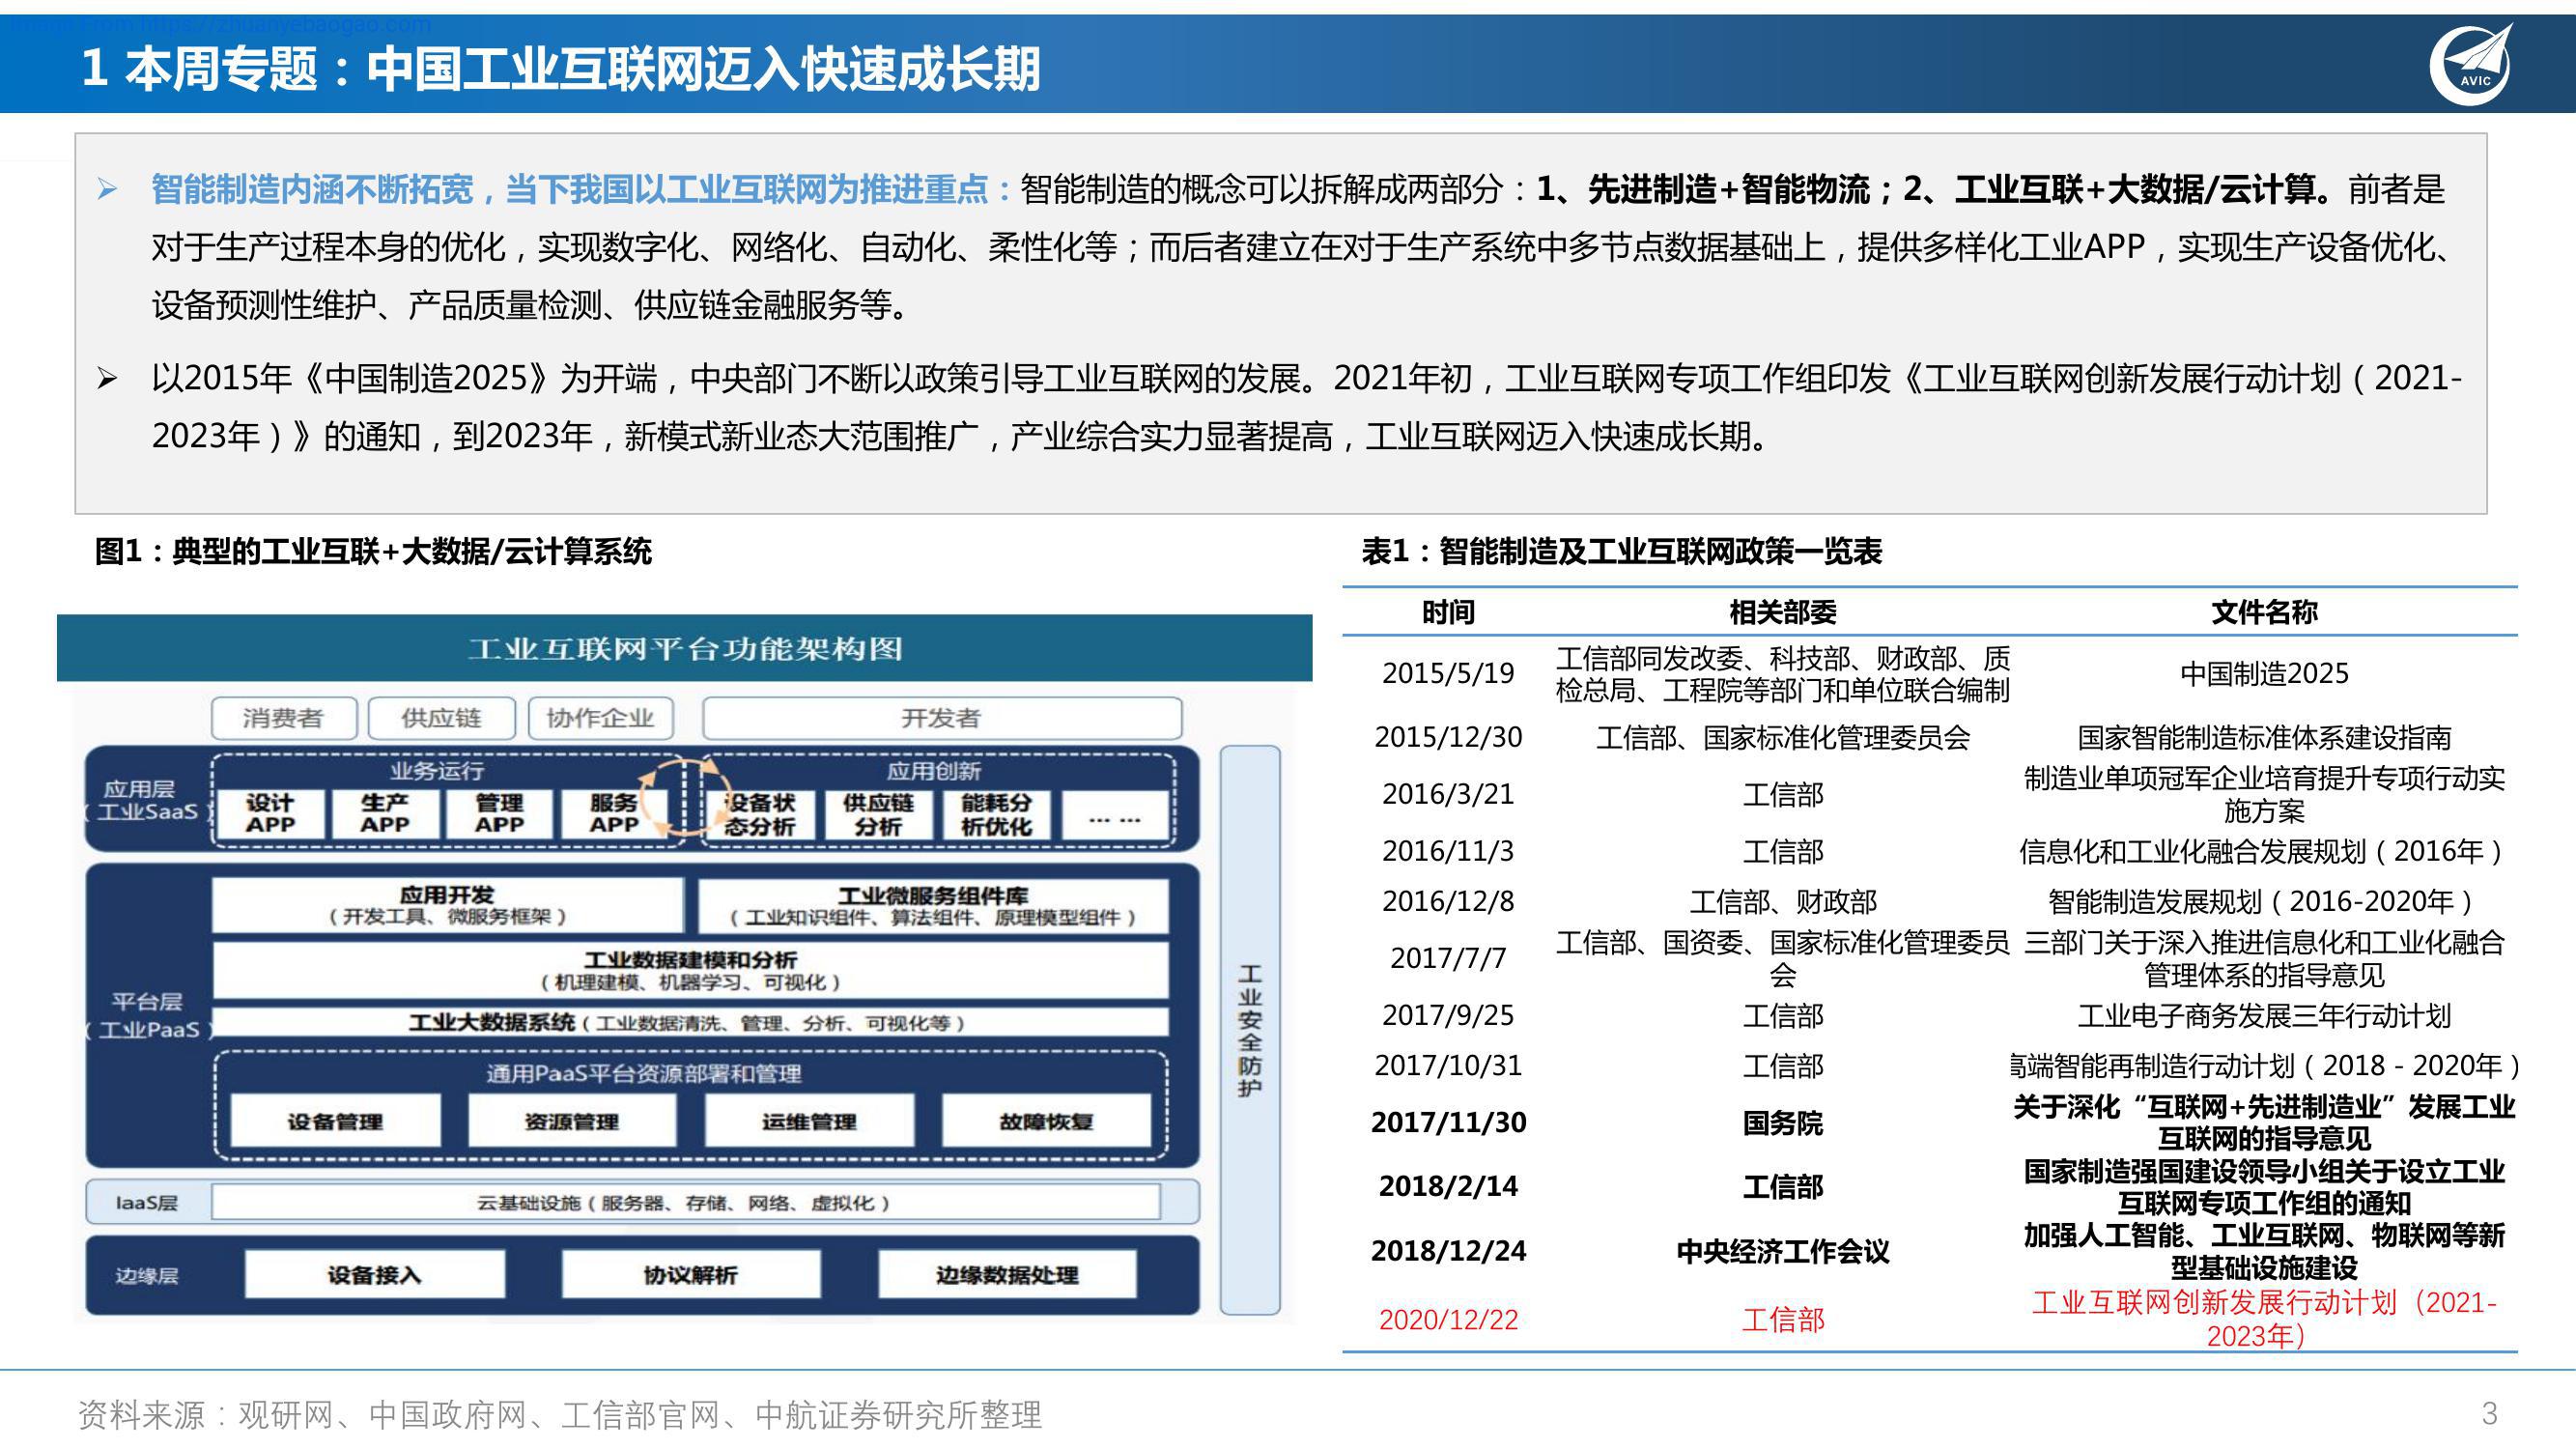 Image From https://zhuanyebaogao.com
1 本周专题：中国工业互联网迈入快速成长期
AVIC
智能制造内涵不断拓宽，当下我国以工业互联网为推进重点：智能制造的概念可以拆解成两部分：1、先进制造+智能物流；2、工业互联+大数据/云计算。前者是
对于生产过程本身的优化，实现数字化、网络化、自动化、柔性化等；而后者建立在对于生产系统中多节点数据基础上，提供多样化工业APP，实现生产设备优化、
设备预测性维护、产品质量检测、供应链金融服务等。
以2015年《中国制造2025》为开端，中央部门不断以政策引导工业互联网的发展。2021年初，工业互联网专项工作组印发《工业互联网创新发展行动计划（2021-
2023年）》的通知，到2023年，新模式新业态大范围推广，产业综合实力显著提高，工业互联网迈入快速成长期。
图1：典型的工业互联+大数据/云计算系统
工业互联网平台功能架构图
消费者 供应链 协作企业 开发者
应用层
（工业SaaS）
业务运行 应用创新
设计
APP
生产
APP
管理
APP
服务
APP
设备状
态分析
供应链
分析
能耗分
析优化
... ...
平台层
（工业PaaS）
应用开发
（开发工具、微服务框架）
工业微服务组件库
（工业知识组件、算法组件、原理模型组件）
工业数据建模和分析
（机理建模、机器学习、可视化）
工业大数据系统（工业数据清洗、管理、分析、可视化等）
通用PaaS平台资源部署和管理
设备管理 资源管理 运维管理 故障恢复
IaaS层 云基础设施（服务器、存储、网络、虚拟化）
边缘层 设备接入 协议解析 边缘数据处理
工业安全防护
表1：智能制造及工业互联网政策一览表
时间 相关部委 文件名称
2015/5/19 工信部同发改委、科技部、财政部、质
检总局、工程院等部门和单位联合编制 中国制造2025
2015/12/30 工信部、国家标准化管理委员会 国家智能制造标准体系建设指南
2016/3/21 工信部 制造业单项冠军企业培育提升专项行动实
施方案
2016/11/3 工信部 信息化和工业化融合发展规划（2016年）
2016/12/8 工信部、财政部 智能制造发展规划（2016-2020年）
2017/7/7 工信部、国资委、国家标准化管理委员
会 三部门关于深入推进信息化和工业化融合
管理体系的指导意见
2017/9/25 工信部 工业电子商务发展三年行动计划
2017/10/31 工信部 高端智能再制造行动计划（2018 - 2020年）
2017/11/30 国务院 关于深化“互联网+先进制造业”发展工业
互联网的指导意见
2018/2/14 工信部 国家制造强国建设领导小组关于设立工业
互联网专项工作组的通知
2018/12/24 中央经济工作会议 加强人工智能、工业互联网、物联网等新
型基础设施建设
2020/12/22 工信部 工业互联网创新发展行动计划（2021-
2023年）
资料来源：观研网、中国政府网、工信部官网、中航证券研究所整理
3